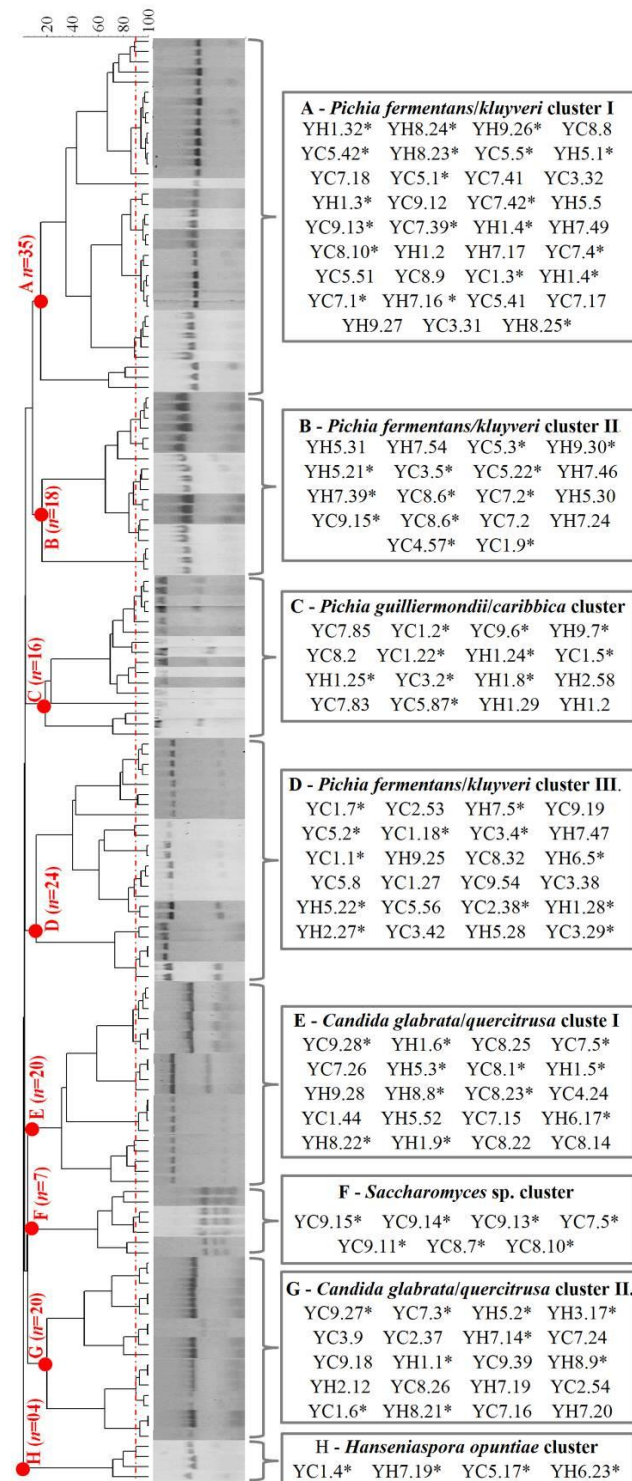 20
40
60
80
100
A n=35)
B (n=18)
C (n=16)
D (n=24)
E (n=20)
F (n=7)
G (n=20)
H (n=04)
A - Pichia fermentans/kluyveri cluster I
YH1.32* YH8.24* YH9.26* YC8.8
YC5.42* YH8.23* YC5.5* YH5.1*
YC7.18 YC5.1* YC7.41 YC3.32
YH1.3* YC9.12 YC7.42* YH5.5
YC9.13* YC7.39* YH1.4* YH7.49
YC8.10* YH1.2 YH7.17 YC7.4*
YC5.51 YC8.9 YC1.3* YH1.4*
YC7.1* YH7.16 * YC5.41 YC7.17
YH9.27 YC3.31 YH8.25*
B - Pichia fermentans/kluyveri cluster II
YH5.31 YH7.54 YC5.3* YH9.30*
YH5.21* YC3.5* YC5.22* YH7.46
YH7.39* YC8.6* YC7.2* YH5.30
YC9.15* YC8.6* YC7.2 YH7.24
YC4.57* YC1.9*
C - Pichia guilliermondii/caribbica cluster
YC7.85 YC1.2* YC9.6* YH9.7*
YC8.2 YC1.22* YH1.24* YC1.5*
YH1.25* YC3.2* YH1.8* YH2.58
YC7.83 YC5.87* YH1.29 YH1.2
D - Pichia fermentans/kluyveri cluster III.
YC1.7* YC2.53 YH7.5* YC9.19
YC5.2* YC1.18* YC3.4* YH7.47
YC1.1* YH9.25 YC8.32 YH6.5*
YC5.8 YC1.27 YC9.54 YC3.38
YH5.22* YC5.56 YC2.38* YH1.28*
YH2.27* YC3.42 YH5.28 YC3.29*
E - Candida glabrata/quercitrusa cluste I
YC9.28* YH1.6* YC8.25 YC7.5*
YC7.26 YH5.3* YC8.1* YH1.5*
YH9.28 YH8.8* YC8.23* YC4.24
YC1.44 YH5.52 YC7.15 YH6.17*
YH8.22* YH1.9* YC8.22 YC8.14
F - Saccharomyces sp. cluster
YC9.15* YC9.14* YC9.13* YC7.5*
YC9.11* YC8.7* YC8.10*
G - Candida glabrata/quercitrusa cluster II.
YC9.27* YC7.3* YH5.2* YH3.17*
YC3.9 YC2.37 YH7.14* YC7.24
YC9.18 YH1.1* YC9.39 YH8.9*
YH2.12 YC8.26 YH7.19 YC2.54
YC1.6* YH8.21* YC7.16 YH7.20
H - Hanseniaspora opuntiae cluster
YC1.4* YH7.19* YC5.17* YH6.23*